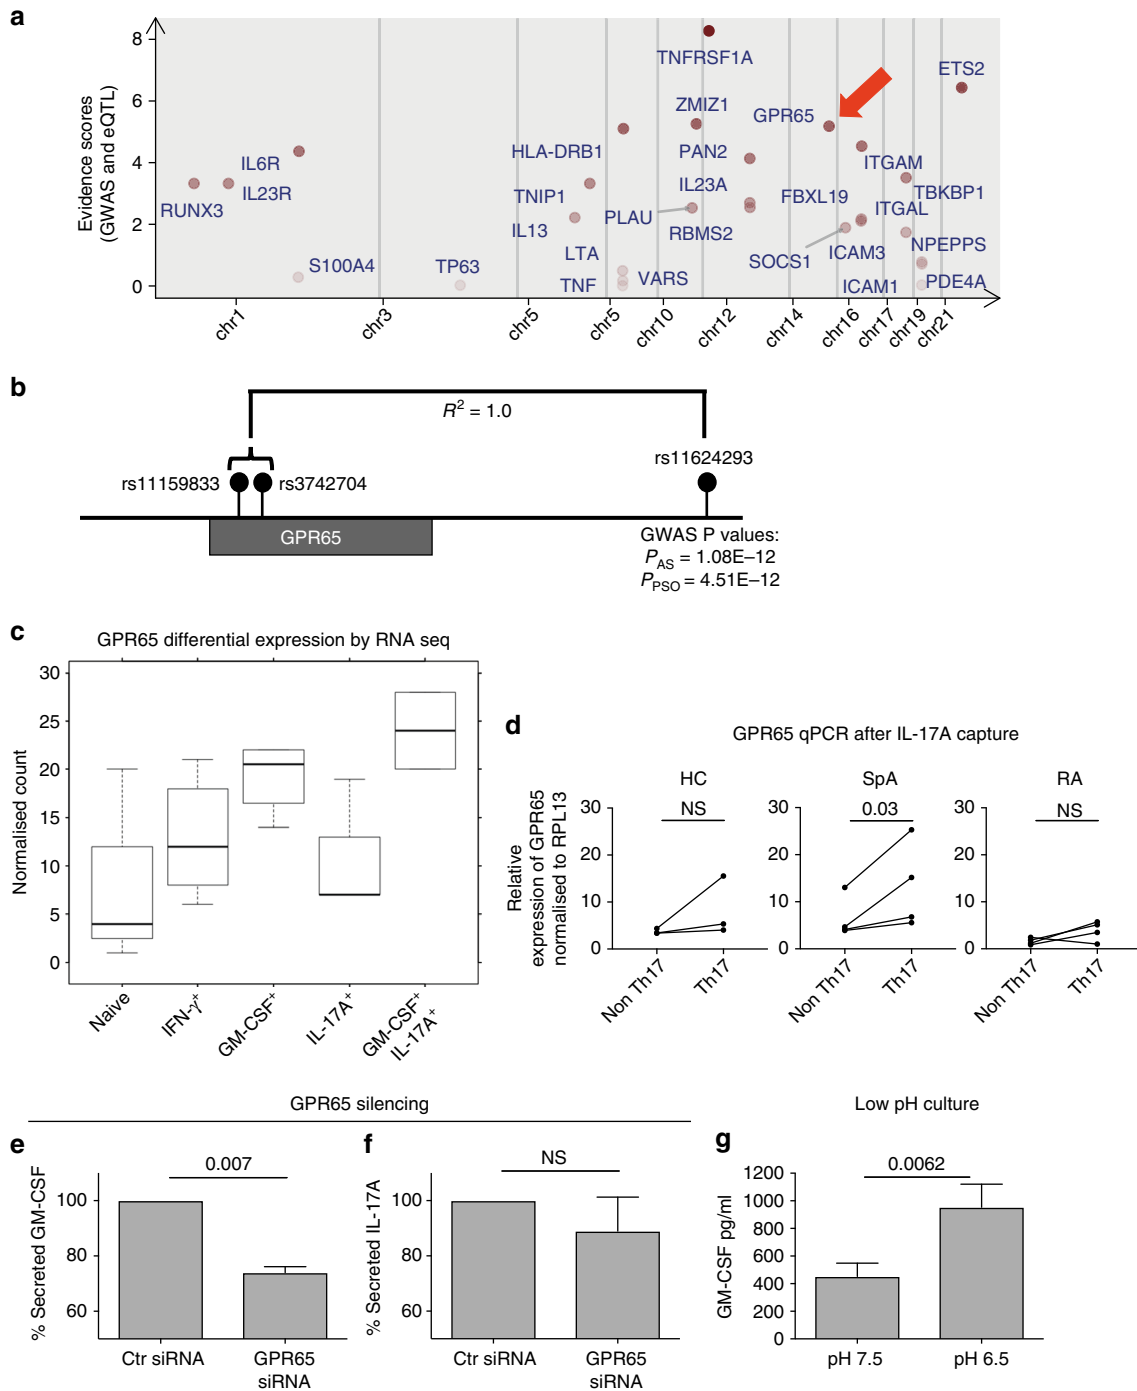 a
Evidence scores
(GWAS and eQTL)
8
6
4
2
0
TNFRSF1A
ETS2
ZMIZ1
GPR65
HLA-DRB1
PAN2
IL6R
ITGAM
IL23R
TNIP1
IL23A
FBXL19
TBKBP1
RUNX3
PLAU
ITGAL
IL13
RBMS2
NPEPPS
LTA
SOCS1
ICAM3
S100A4
TP63
TNF
VARS
ICAM1
PDE4A
chr1
chr3
chr5
chr5
chr10
chr12
chr14
chr16
chr17
chr19
chr21
b
R² = 1.0
rs11624293
rs11159833
rs3742704
GPR65
GWAS P values:
P_AS = 1.08E–12
P_PSO = 4.51E–12
c
GPR65 differential expression by RNA seq
Normalised count
30
25
20
15
10
5
0
Naive
IFN-γ⁺
GM-CSF⁺
IL-17A⁺
GM-CSF⁺
IL-17A⁺
d
GPR65 qPCR after IL-17A capture
Relative
expression of GPR65
normalised to RPL13
HC
NS
30
20
10
0
Non Th17
Th17
SpA
0.03
30
20
10
0
Non Th17
Th17
RA
NS
30
20
10
0
Non Th17
Th17
GPR65 silencing
e
% Secreted GM-CSF
0.007
100
80
60
Ctr siRNA
GPR65
siRNA
f
% Secreted IL-17A
NS
100
80
60
Ctr siRNA
GPR65
siRNA
Low pH culture
g
GM-CSF pg/ml
0.0062
1200
1000
800
600
400
200
0
pH 7.5
pH 6.5